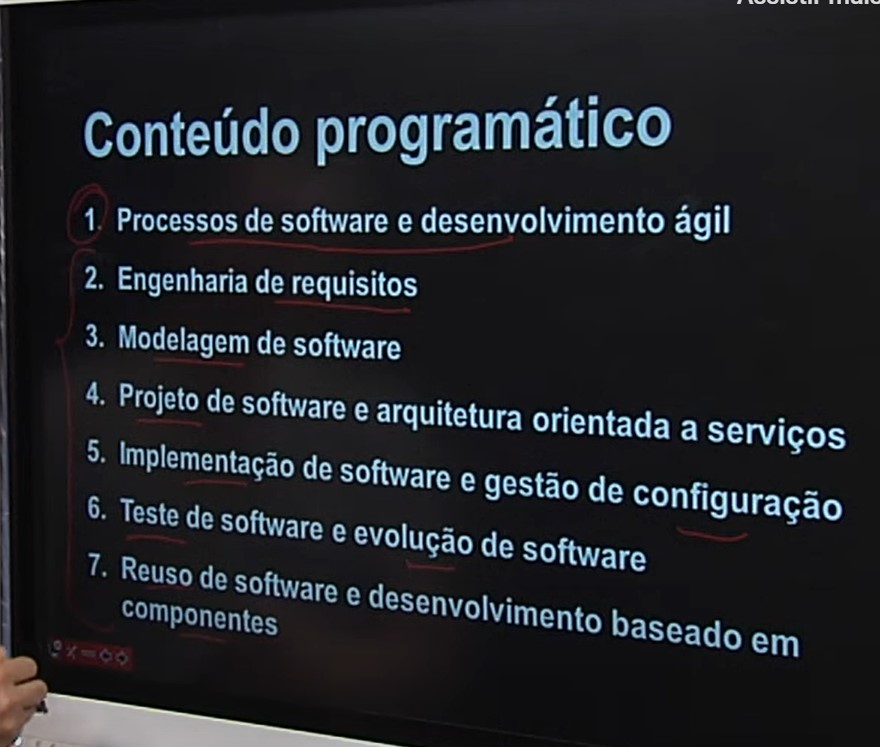 Conteúdo programático
1. Processos de software e desenvolvimento ágil
2. Engenharia de requisitos
3. Modelagem de software
4. Projeto de software e arquitetura orientada a serviços
5. Implementação de software e gestão de configuração
6. Teste de software e evolução de software
7. Reuso de software e desenvolvimento baseado em
componentes